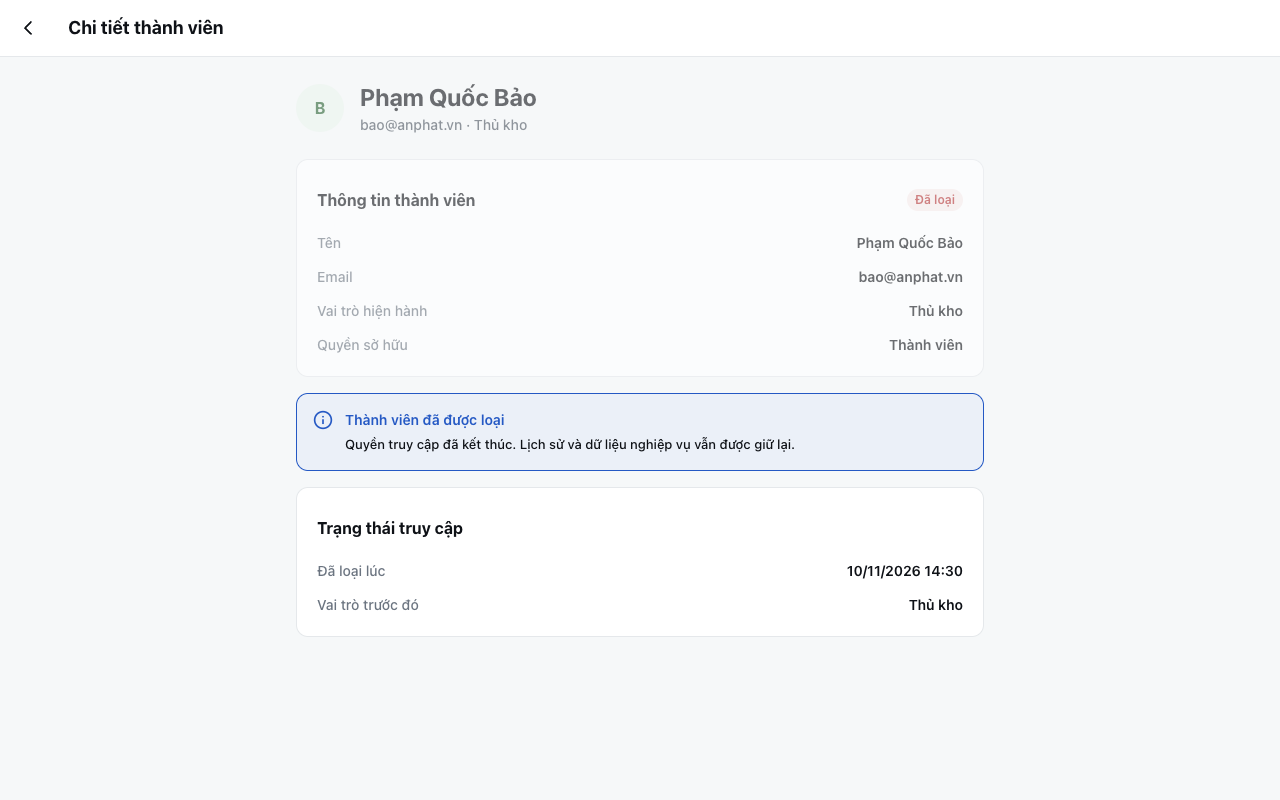 Chi tiết thành viên
B
Phạm Quốc Bảo
bao@anphat.vn · Thủ kho
Thông tin thành viên
Đã loại
Tên
Phạm Quốc Bảo
Email
bao@anphat.vn
Vai trò hiện hành
Thủ kho
Quyền sở hữu
Thành viên
Thành viên đã được loại
Quyền truy cập đã kết thúc. Lịch sử và dữ liệu nghiệp vụ vẫn được giữ lại.
Trạng thái truy cập
Đã loại lúc
10/11/2026 14:30
Vai trò trước đó
Thủ kho